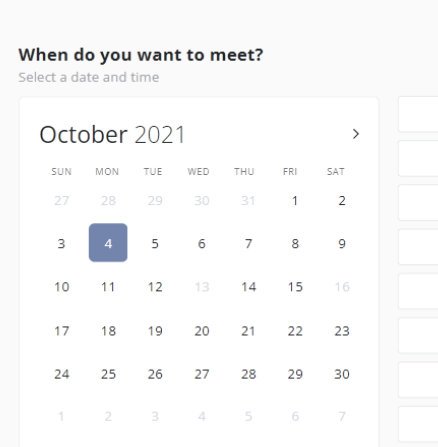 When do you want to meet?
Select a date and time
October 2021
SUN MON TUE WED THU FRI SAT
27 28 29 30 31 1 2
3 4 5 6 7 8 9
10 11 12 13 14 15 16
17 18 19 20 21 22 23
24 25 26 27 28 29 30
1 2 3 4 5 6 7